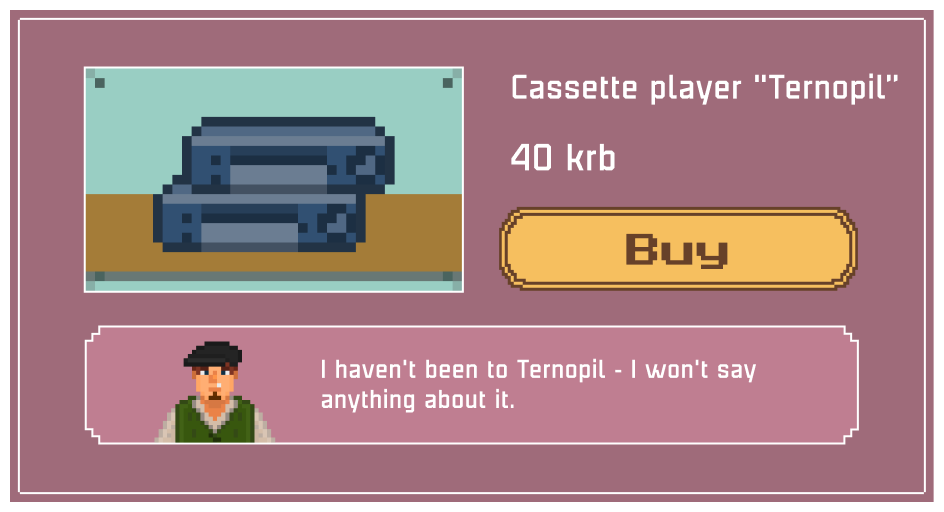 Cassette player "Ternopil"
40 krb
Buy
I haven't been to Ternopil - I won't say
anything about it.